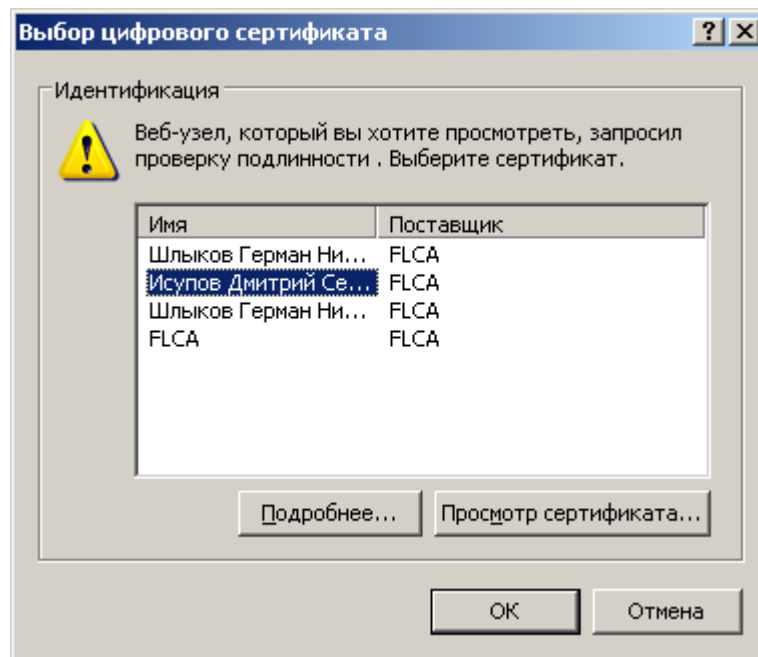 Выбор цифрового сертификата
Идентификация
Веб-узел, который вы хотите просмотреть, запросил
проверку подлинности . Выберите сертификат.
Имя Поставщик
Шлыков Герман Ни... FLCA
Исупов Дмитрий Се... FLCA
Шлыков Герман Ни... FLCA
FLCA FLCA
Подробнее... Просмотр сертификата...
ОК Отмена